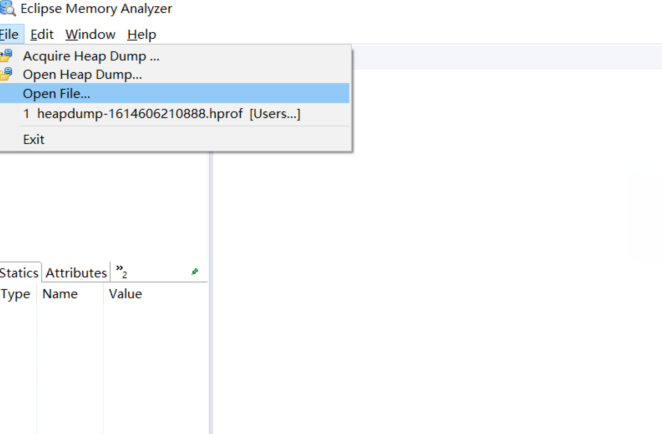 Eclipse Memory Analyzer
File Edit Window Help
Acquire Heap Dump ...
Open Heap Dump...
Open File...
1 heapdump-1614606210888.hprof [Users...]
Exit
Statics Attributes »2
Type Name Value